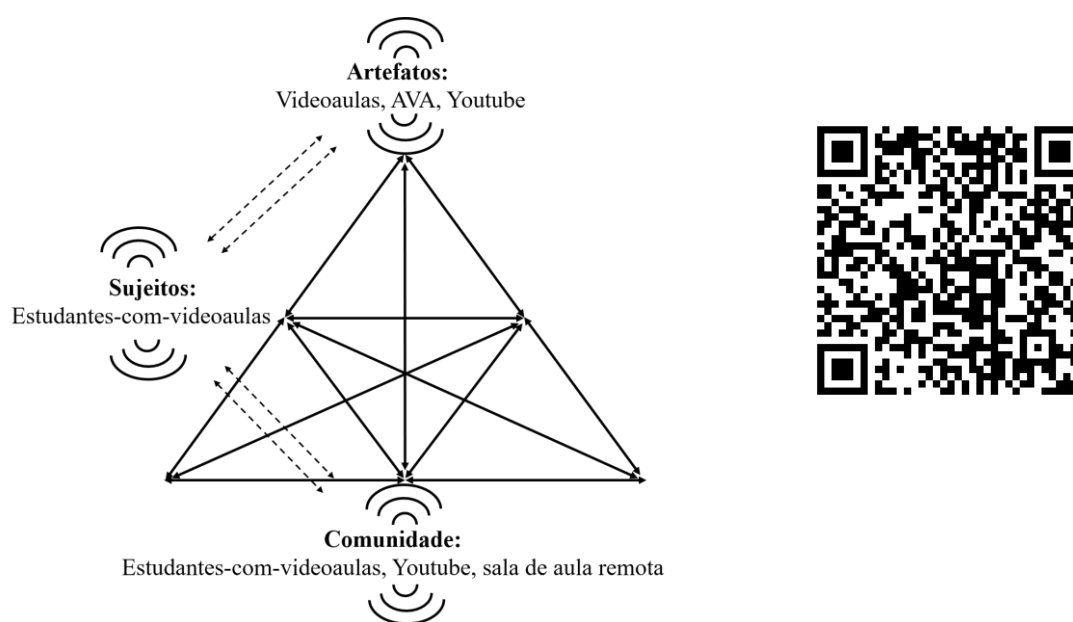 Artefatos:
Videoaulas, AVA, Youtube
Sujeitos:
Estudantes-com-videoaulas
Comunidade:
Estudantes-com-videoaulas, Youtube, sala de aula remota